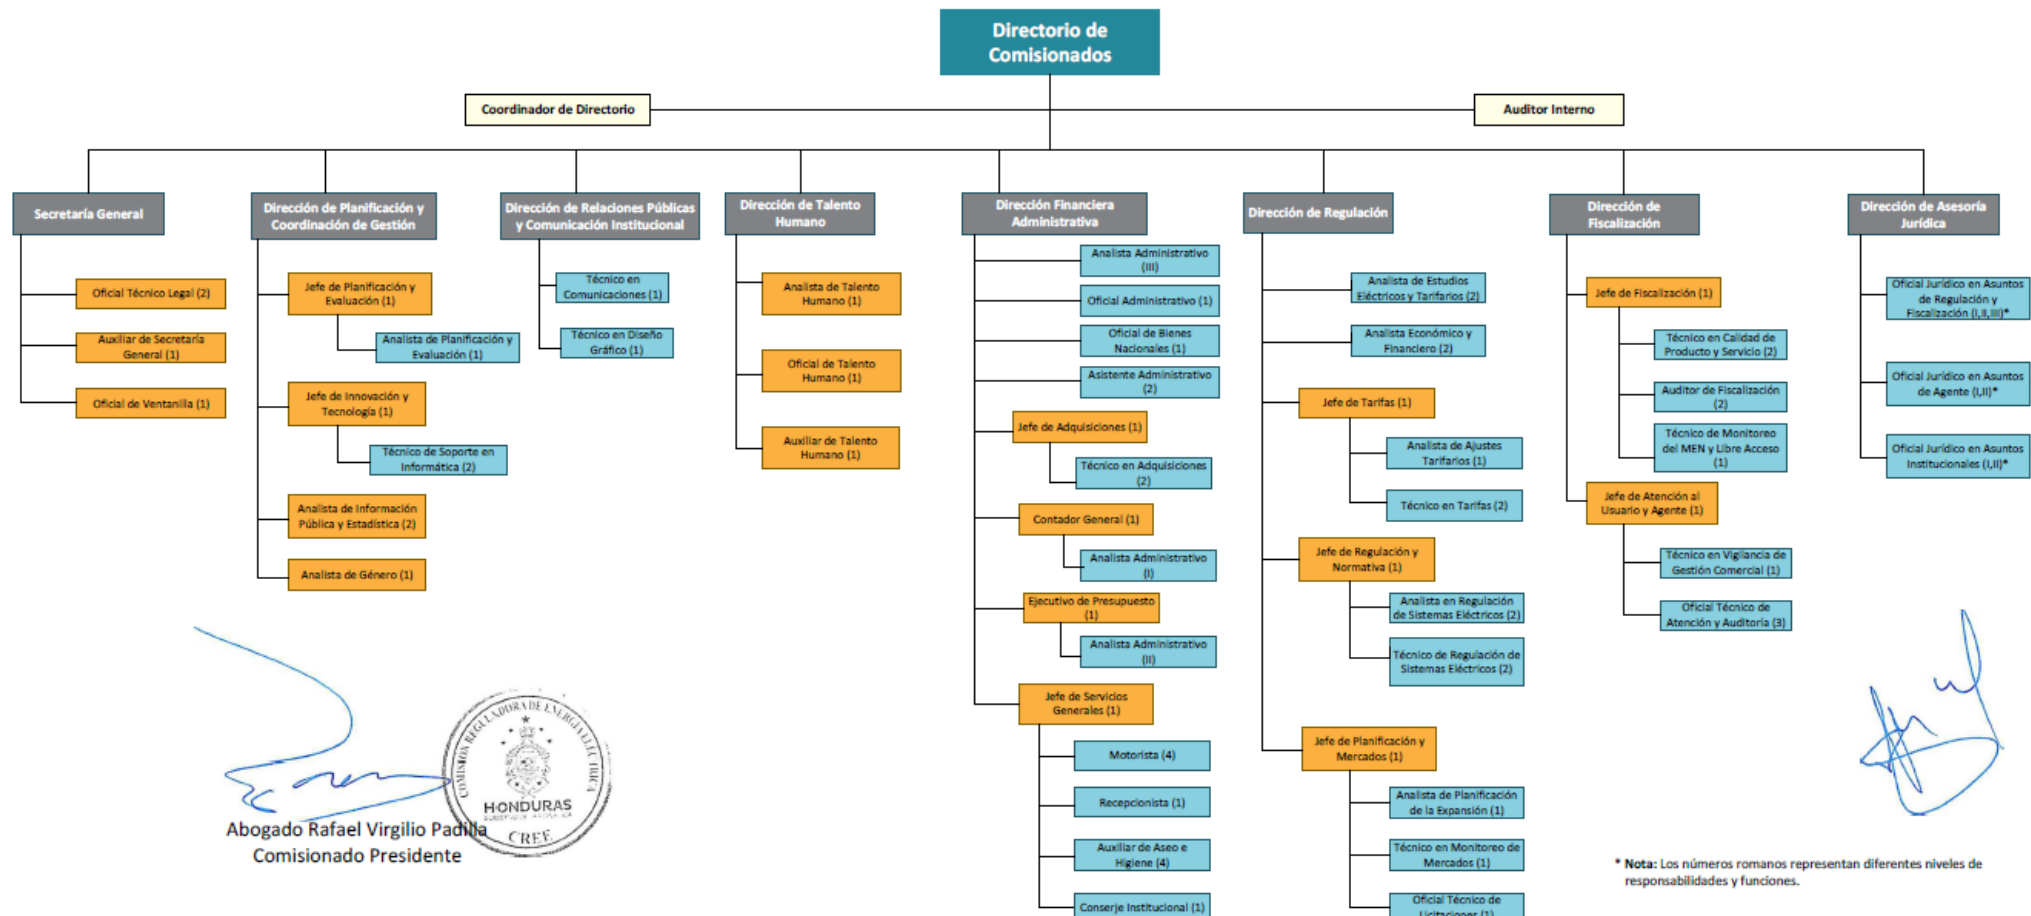 Directorio de
Comisionados
Coordinador de Directorio
Auditor Interno
Secretaría General
Oficial Técnico Legal (2)
Auxiliar de Secretaría
General (1)
Oficial de Ventanilla (1)
Dirección de Planificación y
Coordinación de Gestión
Jefe de Planificación y
Evaluación (1)
Analista de Planificación y
Evaluación (1)
Jefe de Innovación y
Tecnología (1)
Técnico de Soporte en
Informática (2)
Analista de Información
Pública y Estadística (2)
Analista de Género (1)
Dirección de Relaciones Públicas
y Comunicación Institucional
Técnico en
Comunicaciones (1)
Técnico en Diseño
Gráfico (1)
Dirección de Talento
Humano
Analista de Talento
Humano (1)
Oficial de Talento
Humano (1)
Auxiliar de Talento
Humano (1)
Dirección Financiera
Administrativa
Analista Administrativo
(III)
Oficial Administrativo (1)
Oficial de Bienes
Nacionales (1)
Asistente Administrativo
(2)
Jefe de Adquisiciones (1)
Técnico en Adquisiciones
(2)
Contador General (1)
Analista Administrativo
(I)
Ejecutivo de Presupuesto
(1)
Analista Administrativo
(II)
Jefe de Servicios
Generales (1)
Motorista (4)
Recepcionista (1)
Auxiliar de Aseo e
Higiene (4)
Conserje Institucional (1)
Dirección de Regulación
Analista de Estudios
Eléctricos y Tarifarios (2)
Analista Económico y
Financiero (2)
Jefe de Tarifas (1)
Analista de Ajustes
Tarifarios (1)
Técnico en Tarifas (2)
Jefe de Regulación y
Normativa (1)
Analista en Regulación
de Sistemas Eléctricos (2)
Técnico de Regulación de
Sistemas Eléctricos (2)
Jefe de Planificación y
Mercados (1)
Analista de Planificación
de la Expansión (1)
Técnico en Monitoreo de
Mercados (1)
Oficial Técnico de
Licitaciones (1)
Dirección de
Fiscalización
Jefe de Fiscalización (1)
Técnico en Calidad de
Producto y Servicio (2)
Auditor de Fiscalización
(2)
Técnico de Monitoreo
del MEN y Libre Acceso
(1)
Jefe de Atención al
Usuario y Agente (1)
Técnico en Vigilancia de
Gestión Comercial (1)
Oficial Técnico de
Atención y Auditoría (3)
Dirección de Asesoría
Jurídica
Oficial Jurídico en Asuntos
de Regulación y
Fiscalización (I,II,III)*
Oficial Jurídico en Asuntos
de Agente (I,II)*
Oficial Jurídico en Asuntos
Institucionales (I,II)*
COMISIÓN REGULADORA DE ENERGÍA ELÉCTRICA
HONDURAS
CREE
Abogado Rafael Virgilio Padilla
Comisionado Presidente
* Nota: Los números romanos representan diferentes niveles de
responsabilidades y funciones.